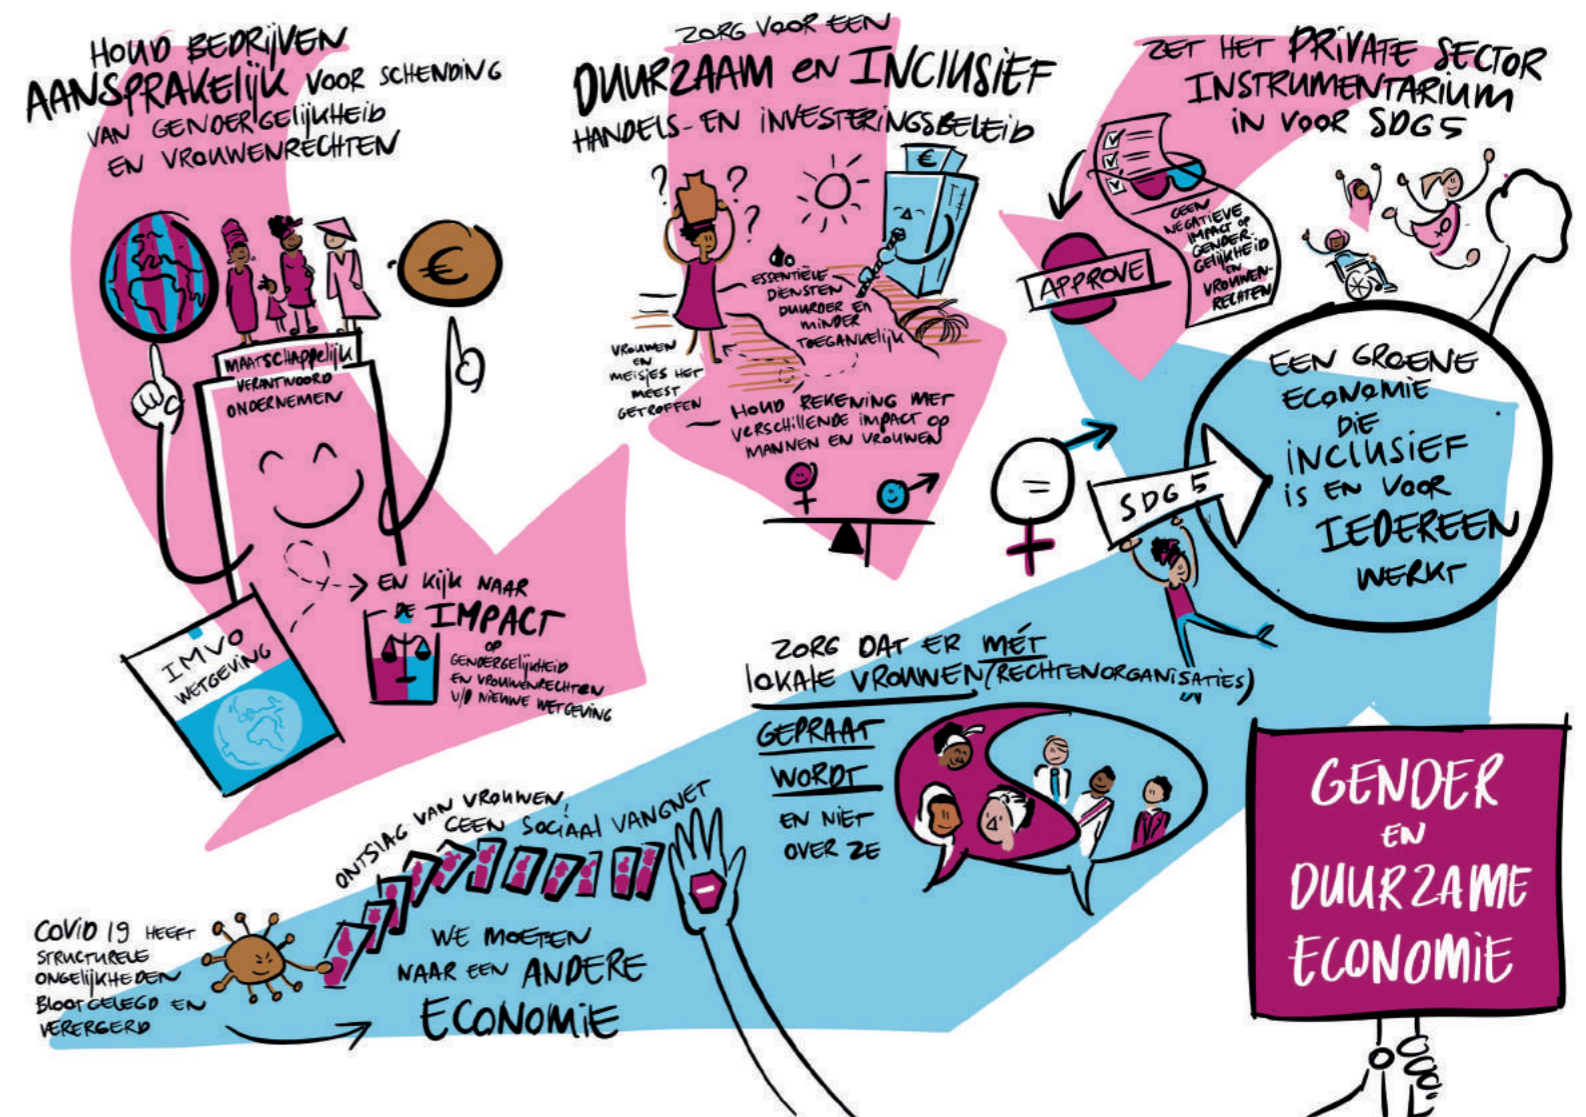 HOUD BEDRIJVEN
AANSPRAKELIJK VOOR SCHENDING
VAN GENDERGELIJKHEID
EN VROUWENRECHTEN
€
MAATSCHAPPELIJK
VERANTWOORD
ONDERNEMEN
IMVO
WETGEVING
EN KIJK NAAR
DE IMPACT
OP
GENDERGELIJKHEID
EN VROUWENRECHTEN
V/D NIEUWE WETGEVING
ZORG VOOR EEN
DUURZAAM EN INCLUSIEF
HANDELS- EN INVESTERINGSBELEID
? ? ?
€
ESSENTIËLE
DIENSTEN
DUURDER EN
MINDER
TOEGANKELIJK
VROUWEN
EN
MEISJES HET
MEEST
GETROFFEN
HOUD REKENING MET
VERSCHILLENDE IMPACT OP
MANNEN EN VROUWEN
ZET HET PRIVATE SECTOR
INSTRUMENTARIUM
IN VOOR SDG5
APPROVE
GEEN
NEGATIEVE
IMPACT OP
GENDER-
GELIJKHEID
EN
VROUWEN-
RECHTEN
=
SDG5
EEN GROENE
ECONOMIE
DIE
INCLUSIEF
IS EN VOOR
IEDEREEN
WERKT
ZORG DAT ER MÉT
LOKALE VROUWEN(RECHTENORGANISATIES)
GEPRAAT
WORDT
EN NIET
OVER ZE
COVID 19 HEEFT
STRUCTURELE
ONGELIJKHEDEN
BLOOTGELEGD EN
VERERGERD
ONTSLAG VAN VROUWEN,
GEEN SOCIAAL VANGNET
WE MOETEN
NAAR EEN ANDERE
ECONOMIE
GENDER
EN
DUURZAME
ECONOMIE